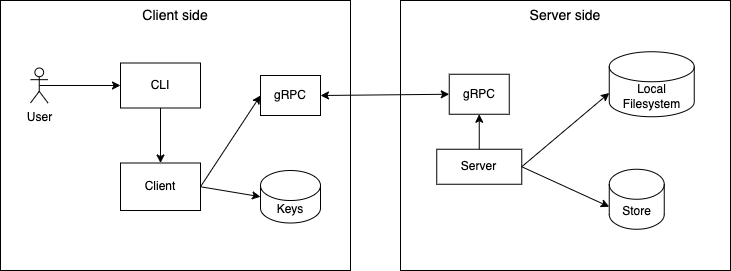 Client side
Server side
CLI
User
gRPC
gRPC
Local
Filesystem
Client
Keys
Server
Store